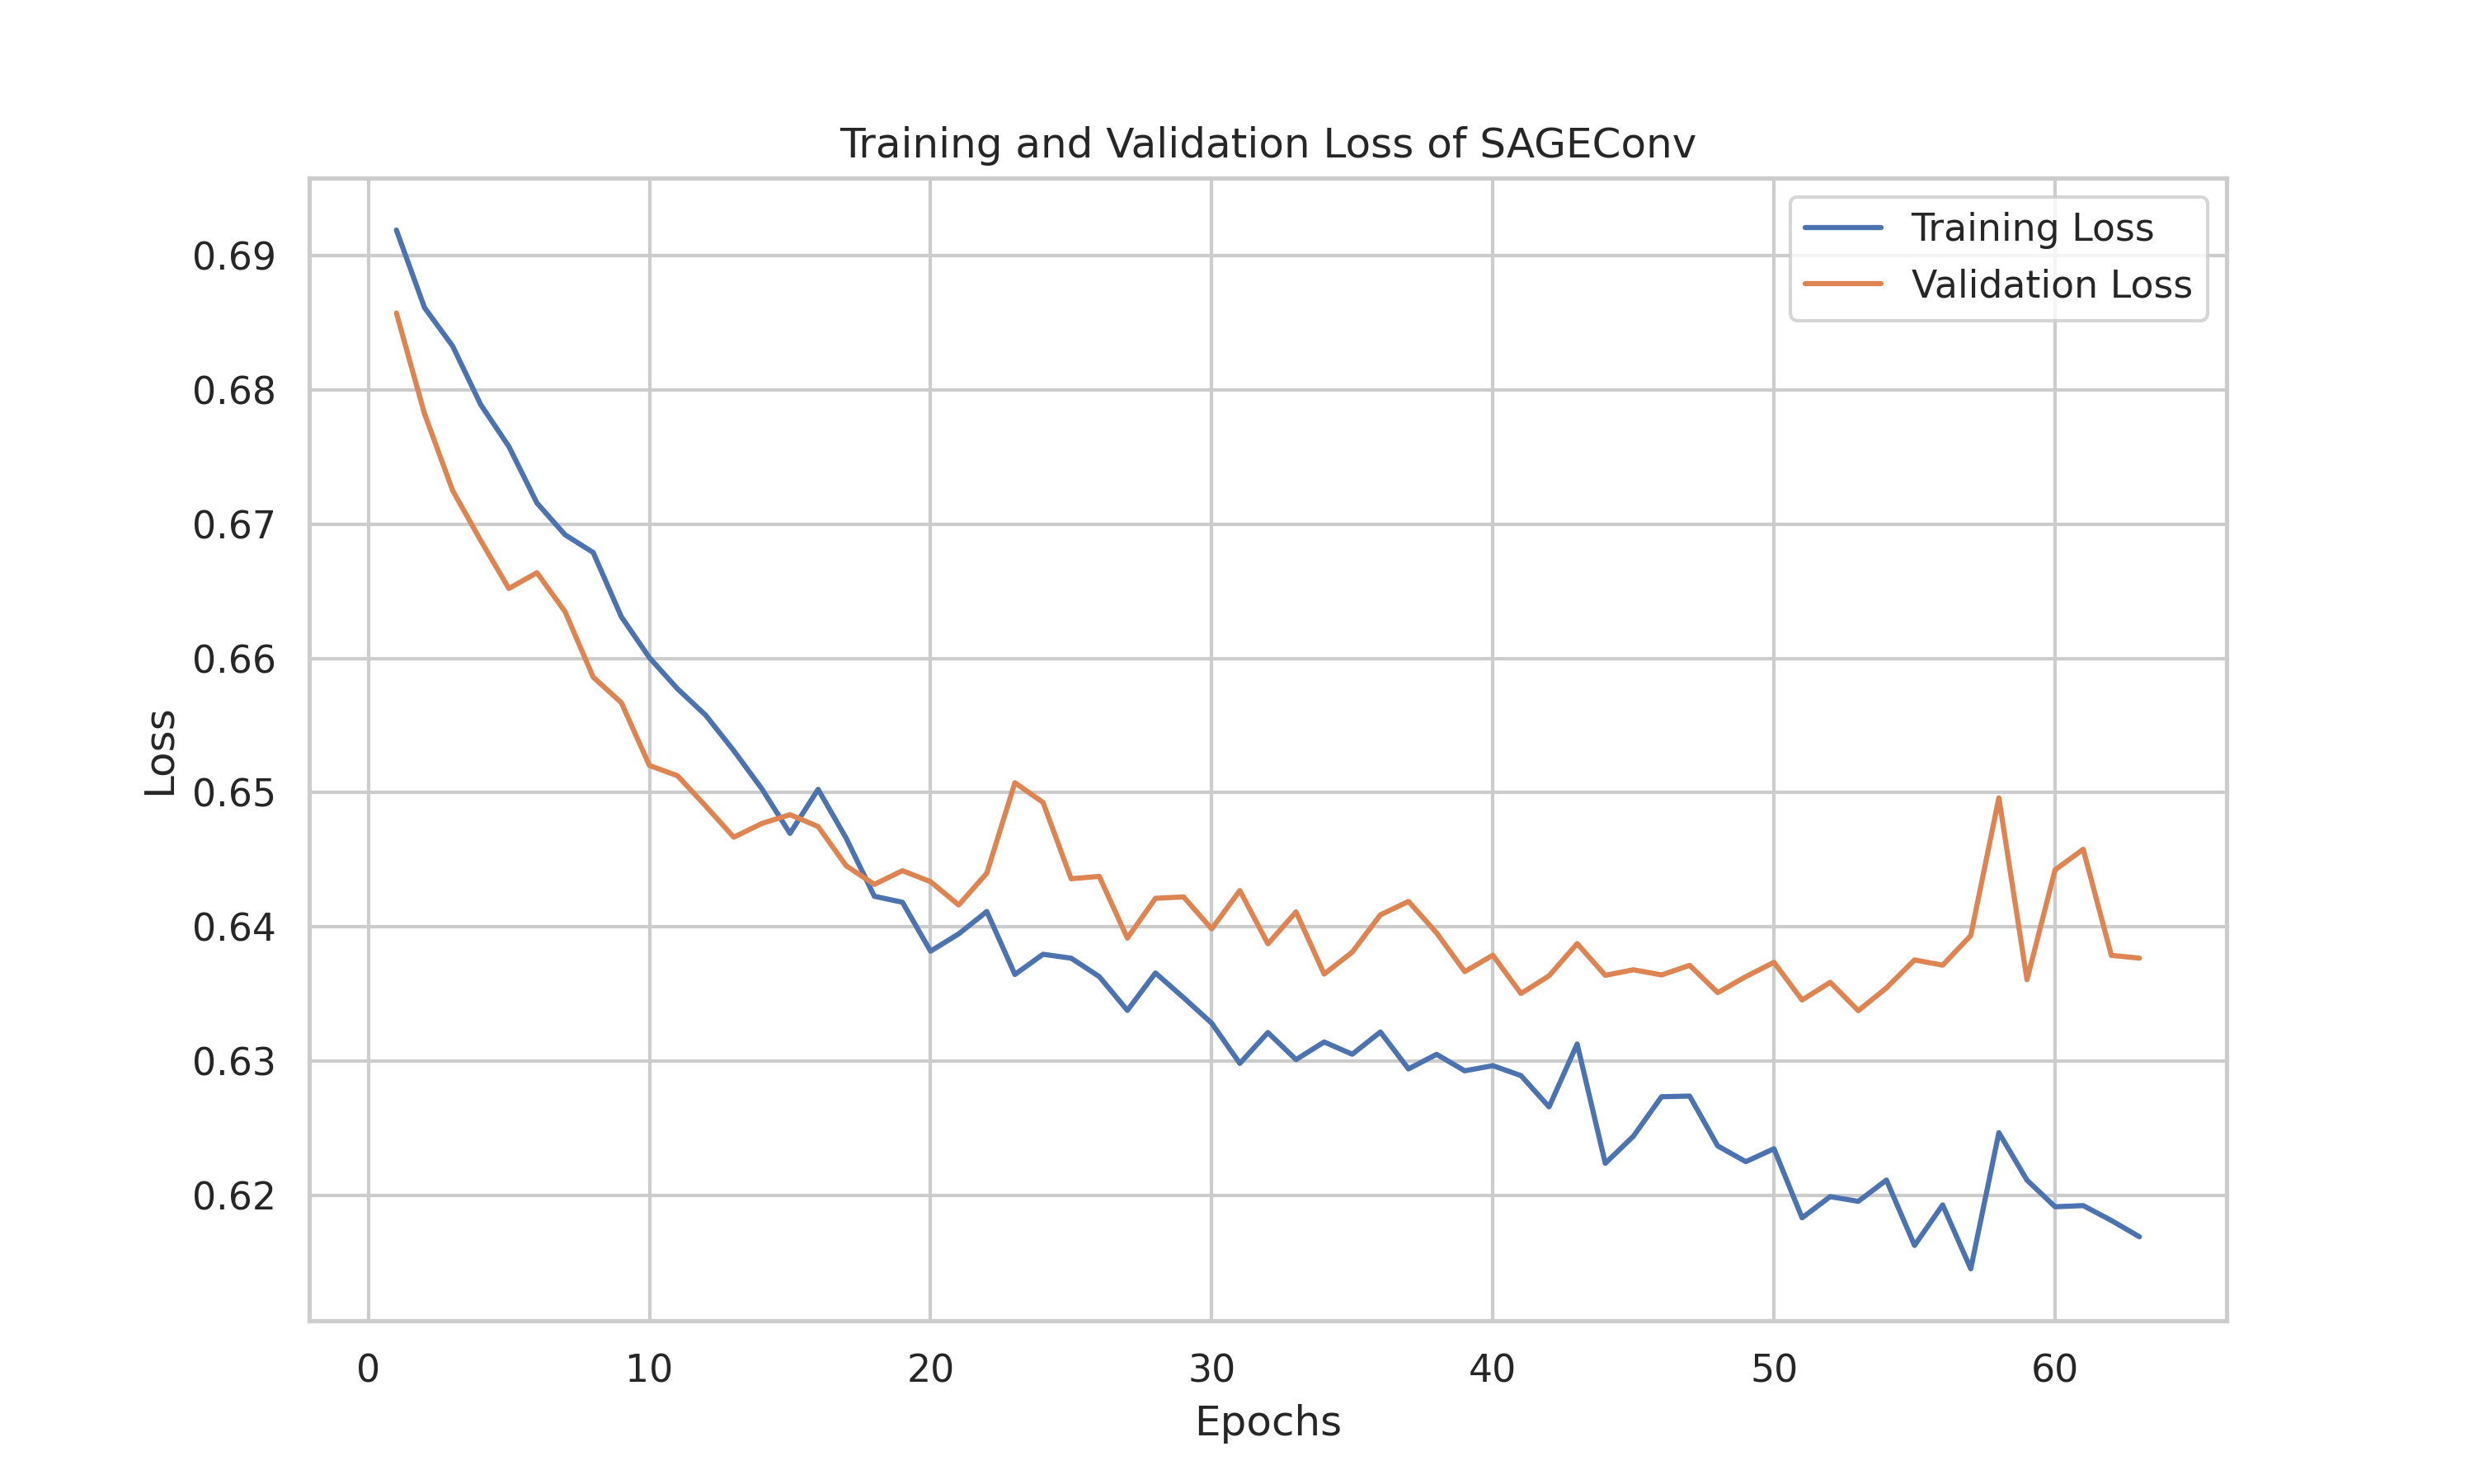 Training and Validation Loss of SAGEConv
Training Loss
Validation Loss
Loss
0.69
0.68
0.67
0.66
0.65
0.64
0.63
0.62
0 10 20 30 40 50 60
Epochs